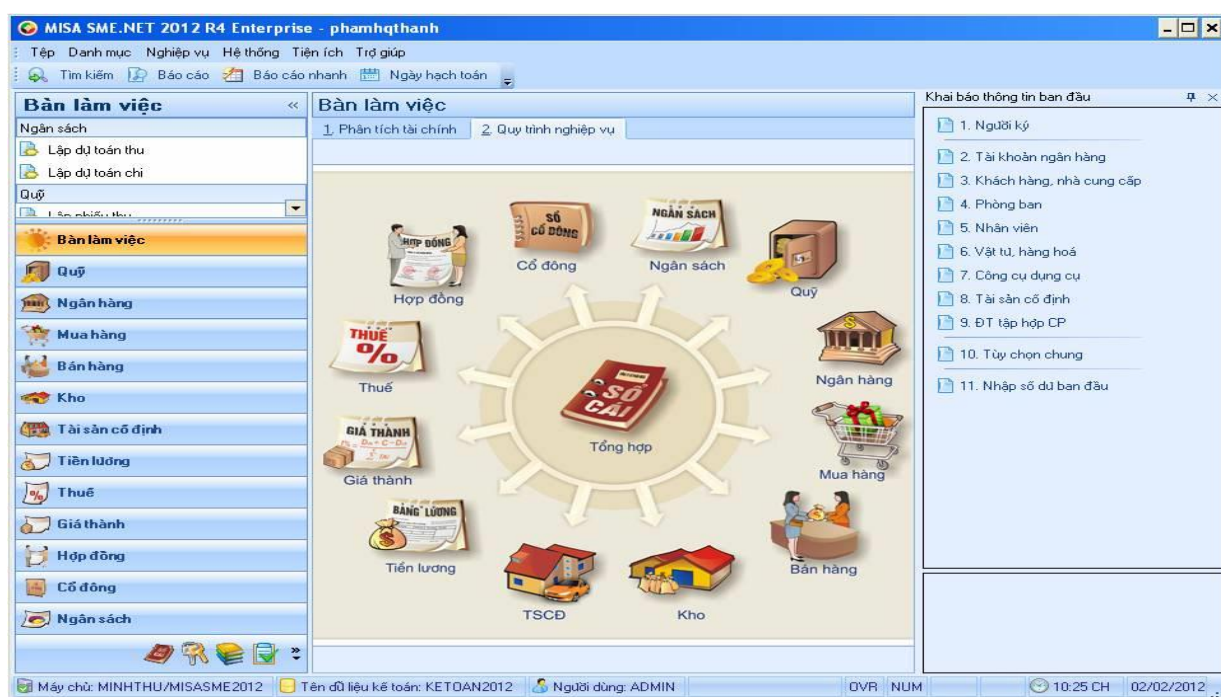 MISA SME.NET 2012 R4 Enterprise - phamhqthanh
Tệp Danh mục Nghiệp vụ Hệ thống Tiện ích Trợ giúp
Tìm kiếm Báo cáo Báo cáo nhanh Ngày hạch toán
Bàn làm việc
Ngân sách
Lập dự toán thu
Lập dự toán chi
Quỹ
Lập phiếu thu
Bàn làm việc
Quỹ
Ngân hàng
Mua hàng
Bán hàng
Kho
Tài sản cố định
Tiền lương
Thuế
Giá thành
Hợp đồng
Cổ đông
Ngân sách
Bàn làm việc
1. Phân tích tài chính 2. Quy trình nghiệp vụ
HỢP ĐỒNG
Hợp đồng
SỔ
CỔ ĐÔNG
Cổ đông
NGÂN SÁCH
Ngân sách
Quỹ
THUẾ
%
Thuế
Ngân hàng
SỔ
CÁI
Tổng hợp
GIÁ THÀNH
Giá thành
Mua hàng
BẢNG LƯƠNG
Tiền lương
TSCĐ
Kho
Bán hàng
Khai báo thông tin ban đầu
1. Người ký
2. Tài khoản ngân hàng
3. Khách hàng, nhà cung cấp
4. Phòng ban
5. Nhân viên
6. Vật tư, hàng hoá
7. Công cụ dụng cụ
8. Tài sản cố định
9. ĐT tập hợp CP
10. Tùy chọn chung
11. Nhập số dư ban đầu
Máy chủ: MINHTHU/MISASME2012 Tên dữ liệu kế toán: KETOAN2012 Người dùng: ADMIN OVR NUM 10:25 CH 02/02/2012